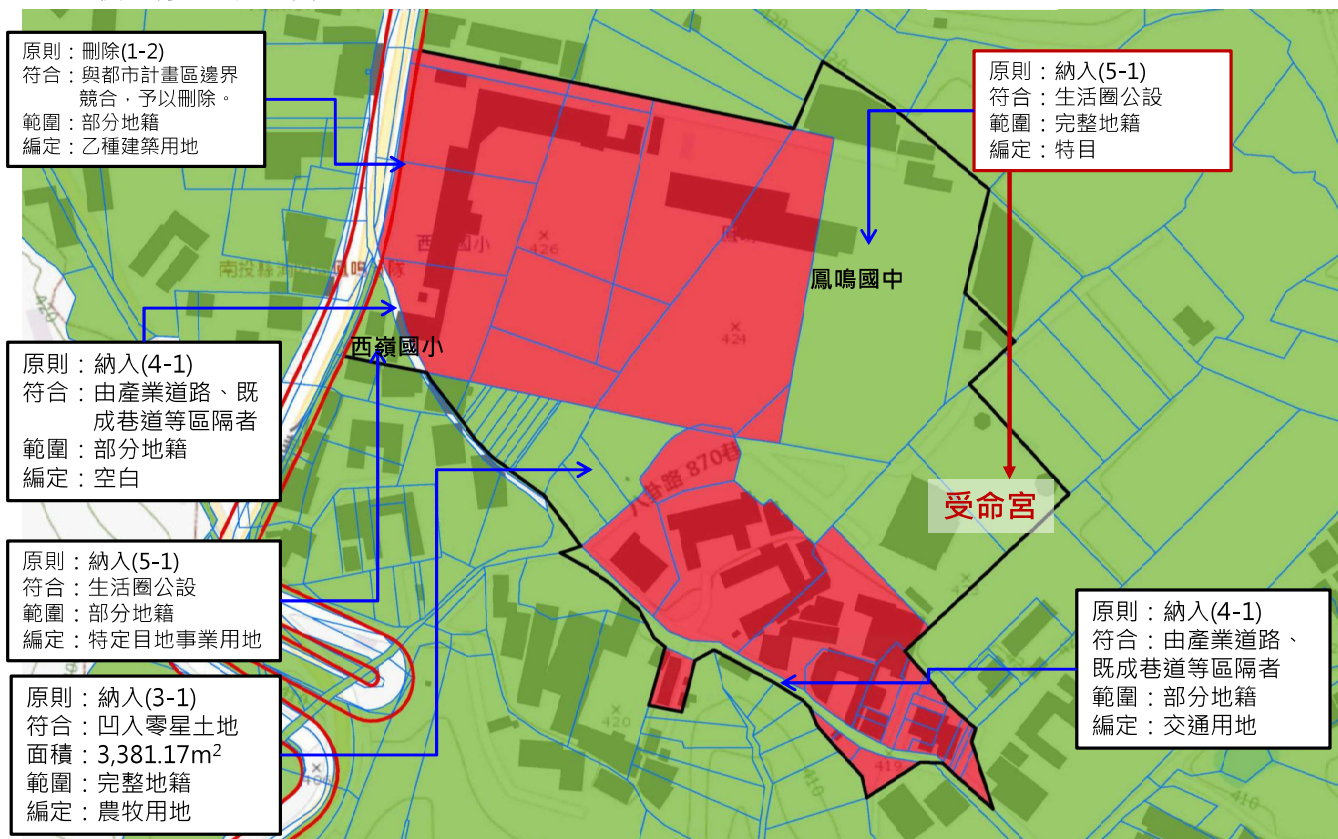 原則：刪除(1-2)
符合：與都市計畫區邊界
競合，予以刪除。
範圍：部分地籍
編定：乙種建築用地
原則：納入(5-1)
符合：生活圈公設
範圍：完整地籍
編定：特目
420
426
424
鳳鳴國中
西嶺國小
原則：納入(4-1)
符合：由產業道路、既
成巷道等區隔者
範圍：部分地籍
編定：空白
八卦路 870巷
受命宮
原則：納入(5-1)
符合：生活圈公設
範圍：部分地籍
編定：特定目地事業用地
原則：納入(4-1)
符合：由產業道路、
既成巷道等區隔者
範圍：部分地籍
編定：交通用地
原則：納入(3-1)
符合：凹入零星土地
面積：3,381.17m²
範圍：完整地籍
編定：農牧用地
420
419
410
410